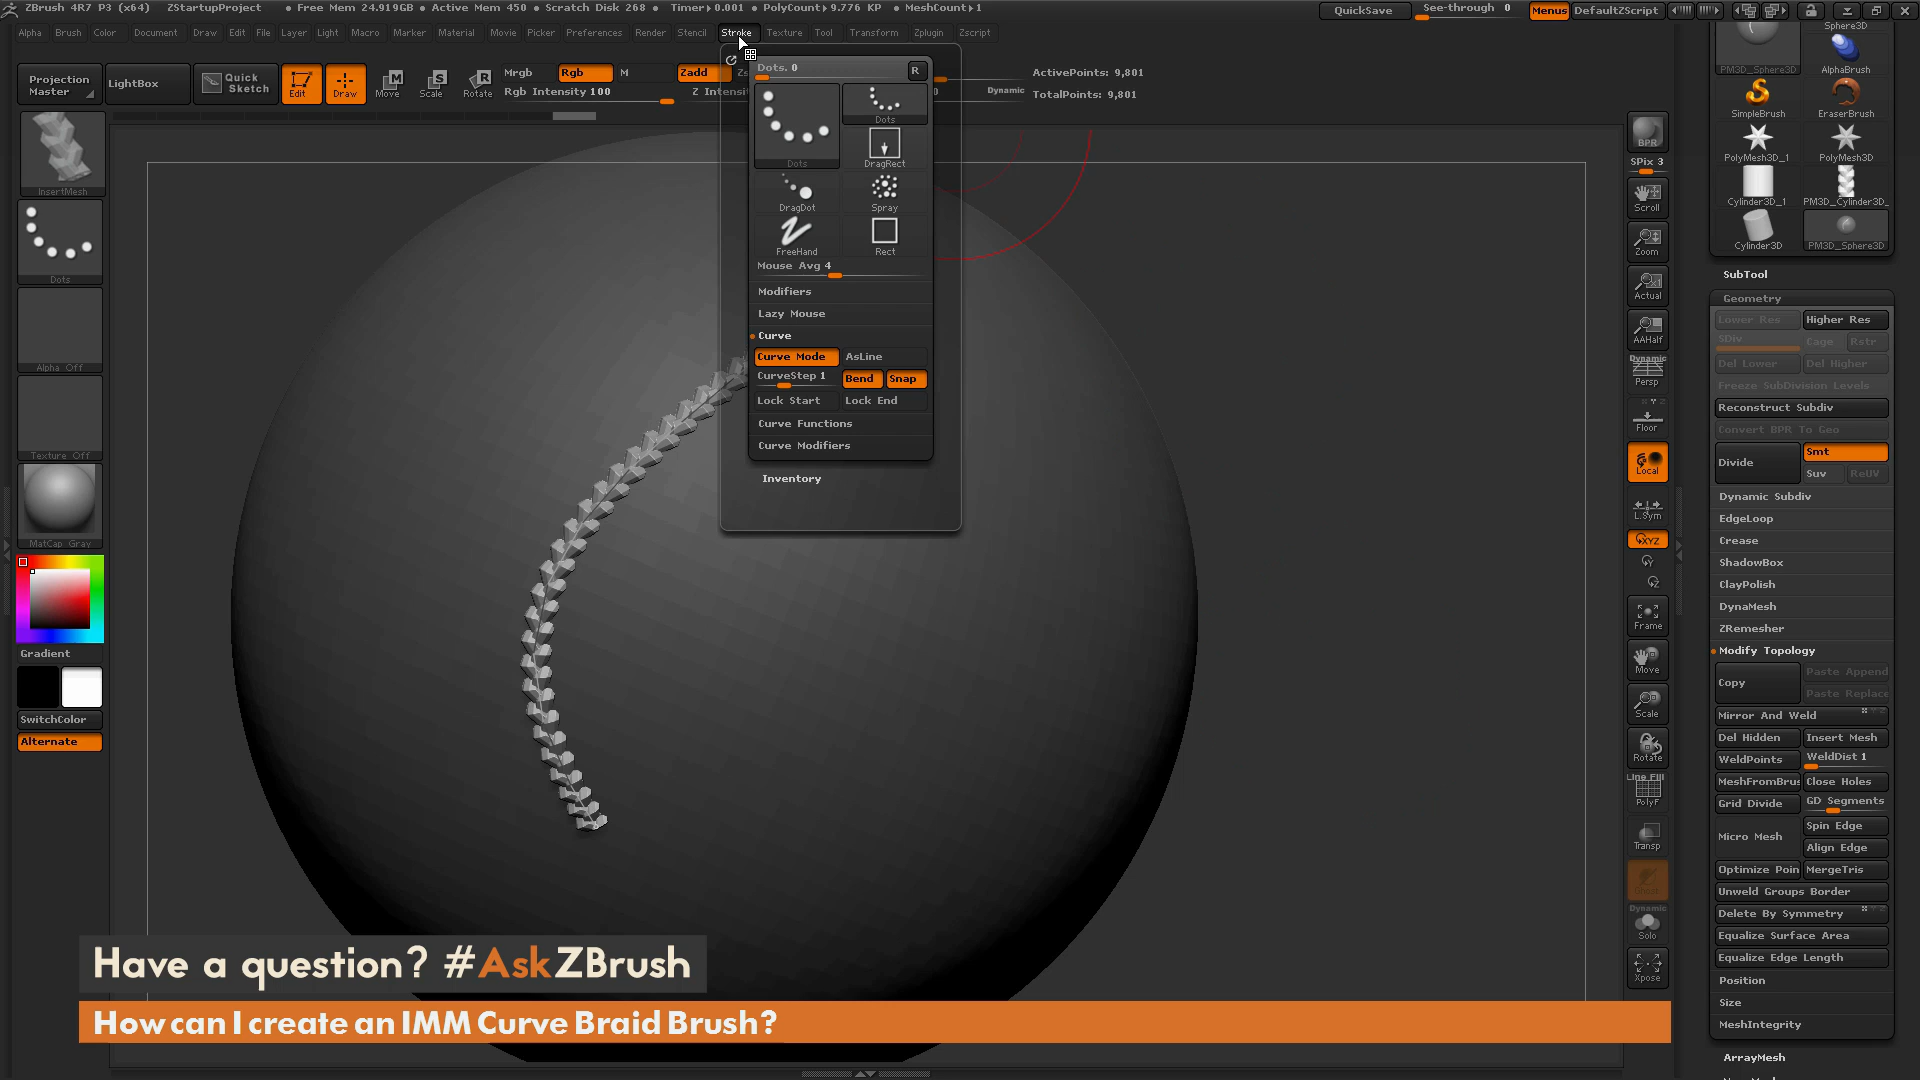 ZBrush 4R7 P3 (x64) ZStartupProject • Free Mem 24.919GB • Active Mem 450 • Scratch Disk 268 • Timer▸0.001 • PolyCount▸9.776 KP • MeshCount▸1 QuickSave See-through 0 Menus DefaultZScript
Alpha Brush Color Document Draw Edit File Layer Light Macro Marker Material Movie Picker Preferences Render Stencil Stroke Texture Tool Transform Zplugin Zscript
Projection Master
LightBox
Quick Sketch
Edit Draw Move Scale Rotate
Mrgb Rgb M Zadd
Rgb Intensity 100 Z Intensi
Dynamic
ActivePoints: 9,801
TotalPoints: 9,801
InsertMesh
Dots
Alpha Off
Texture Off
MatCap Gray
Gradient
SwitchColor
Alternate
Dots. 0 R
Dots
Dots
DragRect
DragDot Spray
FreeHand Rect
Mouse Avg 4
Modifiers
Lazy Mouse
Curve
Curve Mode AsLine
CurveStep 1 Bend Snap
Lock Start Lock End
Curve Functions
Curve Modifiers
Inventory
BPR
SPix 3
Scroll
Zoom
Actual
AAHalf
Dynamic
Persp
Floor
Local
L.Sym
XYZ
Y
Z
Frame
Move
Scale
Rotate
Line Fill
PolyF
Transp
Ghost
Dynamic
Solo
Xpose
Sphere3D
PM3D_Sphere3D AlphaBrush
SimpleBrush EraserBrush
PolyMesh3D_1 PolyMesh3D
Cylinder3D_1 PM3D_Cylinder3D_
Cylinder3D PM3D_Sphere3D
SubTool
Geometry
Lower Res Higher Res
SDiv Cage Rstr
Del Lower Del Higher
Freeze SubDivision Levels
Reconstruct Subdiv
Convert BPR To Geo
Divide Smt
Suv ReUV
Dynamic Subdiv
EdgeLoop
Crease
ShadowBox
ClayPolish
DynaMesh
ZRemesher
Modify Topology
Copy Paste Append
Paste Replace
Mirror And Weld
Del Hidden Insert Mesh
WeldPoints WeldDist 1
MeshFromBrus Close Holes
Grid Divide GD Segments
Micro Mesh Spin Edge
Align Edge
Optimize Poin MergeTris
Unweld Groups Border
Delete By Symmetry
Equalize Surface Area
Equalize Edge Length
Position
Size
MeshIntegrity
ArrayMesh
Have a question? #AskZBrush
How can I create an IMM Curve Braid Brush?